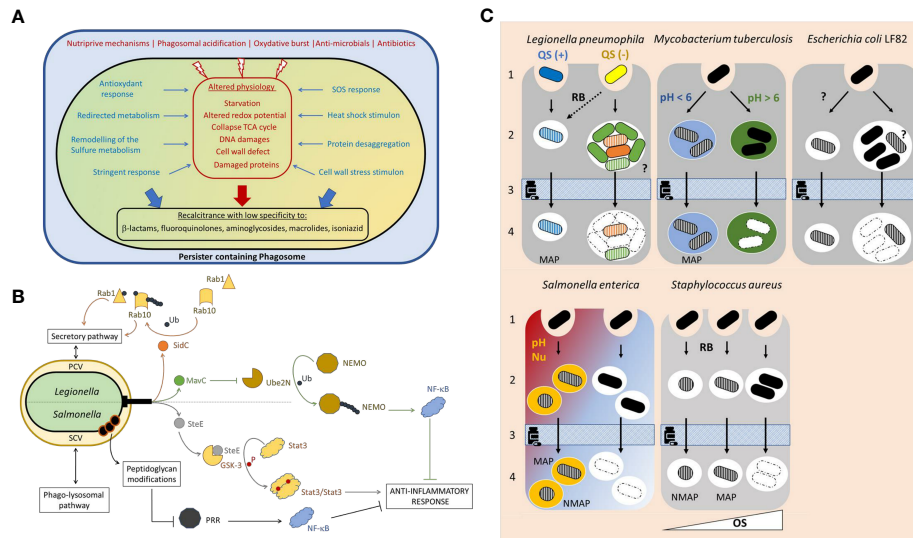 A
Nutriprive mechanisms | Phagosomal acidification | Oxydative burst | Anti-microbials | Antibiotics
Antioxydant
response
Redirected metabolism
Remodelling of the
Sulfure metabolism
Stringent response
Altered physiology
Starvation
Altered redox potential
Collapse TCA cycle
DNA damages
Cell wall defect
Damaged proteins
SOS response
Heat shock stimulon
Protein desaggregation
Cell wall stress stimulon
Recalcitrance with low specificity to:
β-lactams, fluoroquinolones, aminoglycosides, macrolides, isoniazid
Persister containing Phagosome
B
Rab1
Rab10
Ub
Rab1
Rab10
Secretory pathway
PCV
Legionella
Salmonella
SCV
Phago-lysosomal
pathway
Peptidoglycan
modifications
SidC
MavC
Ube2N
NEMO
Ub
NEMO
NF-κB
SteE
SteE
GSK-3
P
Stat3
Stat3/Stat3
ANTI-INFLAMMATORY
RESPONSE
PRR
NF-κB
C
Legionella pneumophila
QS (+)
QS (-)
RB
?
MAP
Mycobacterium tuberculosis
pH < 6
pH > 6
MAP
Escherichia coli LF82
?
?
1
2
3
4
Salmonella enterica
pH
Nu
MAP
NMAP
Staphylococcus aureus
RB
NMAP
MAP
OS
1
2
3
4